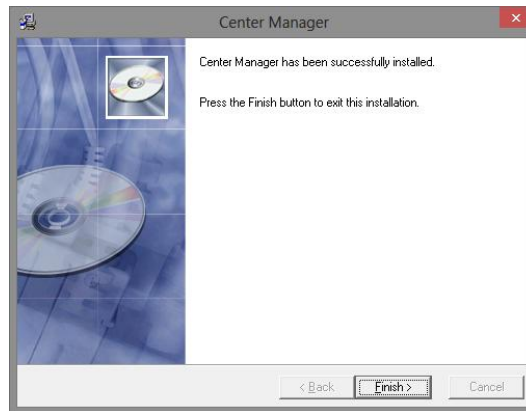 Center Manager
Center Manager has been successfully installed.
Press the Finish button to exit this installation.
< Back
Finish >
Cancel